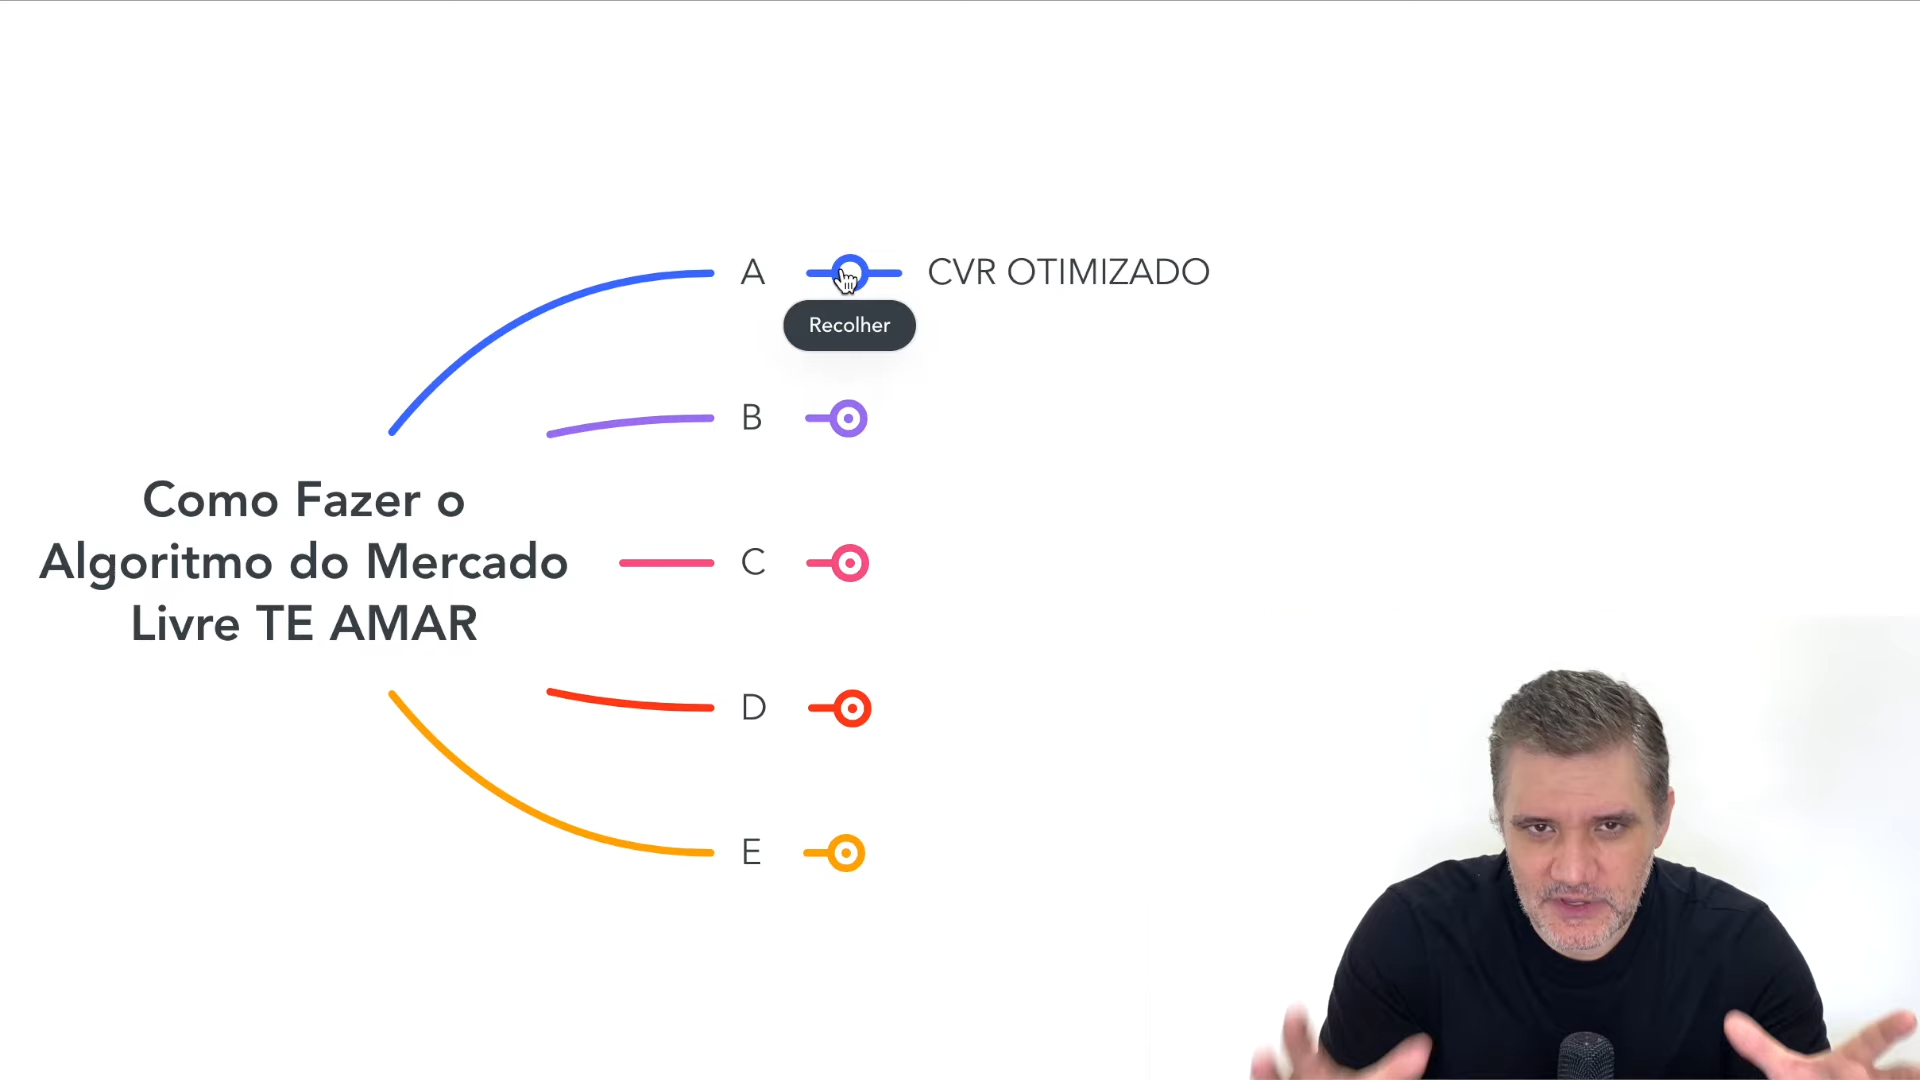 A
CVR OTIMIZADO
Recolher
B
Como Fazer o
Algoritmo do Mercado
Livre TE AMAR
C
D
E